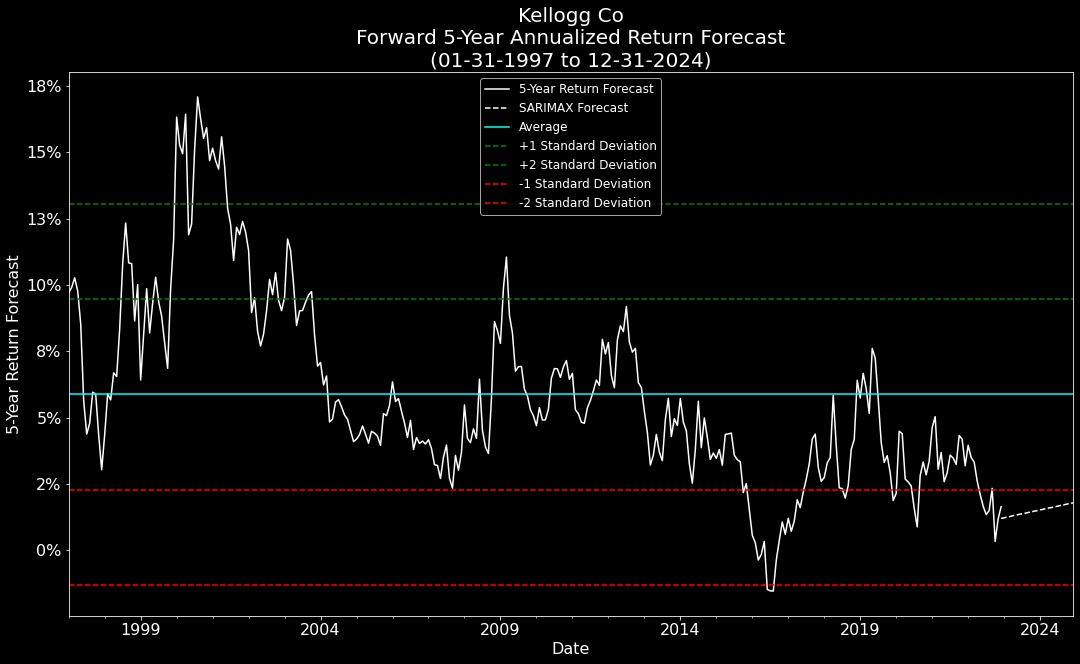 Kellogg Co
Forward 5-Year Annualized Return Forecast
(01-31-1997 to 12-31-2024)
5-Year Return Forecast
SARIMAX Forecast
Average
+1 Standard Deviation
+2 Standard Deviation
-1 Standard Deviation
-2 Standard Deviation
5-Year Return Forecast
18%
15%
13%
10%
8%
5%
2%
0%
1999 2004 2009 2014 2019 2024
Date